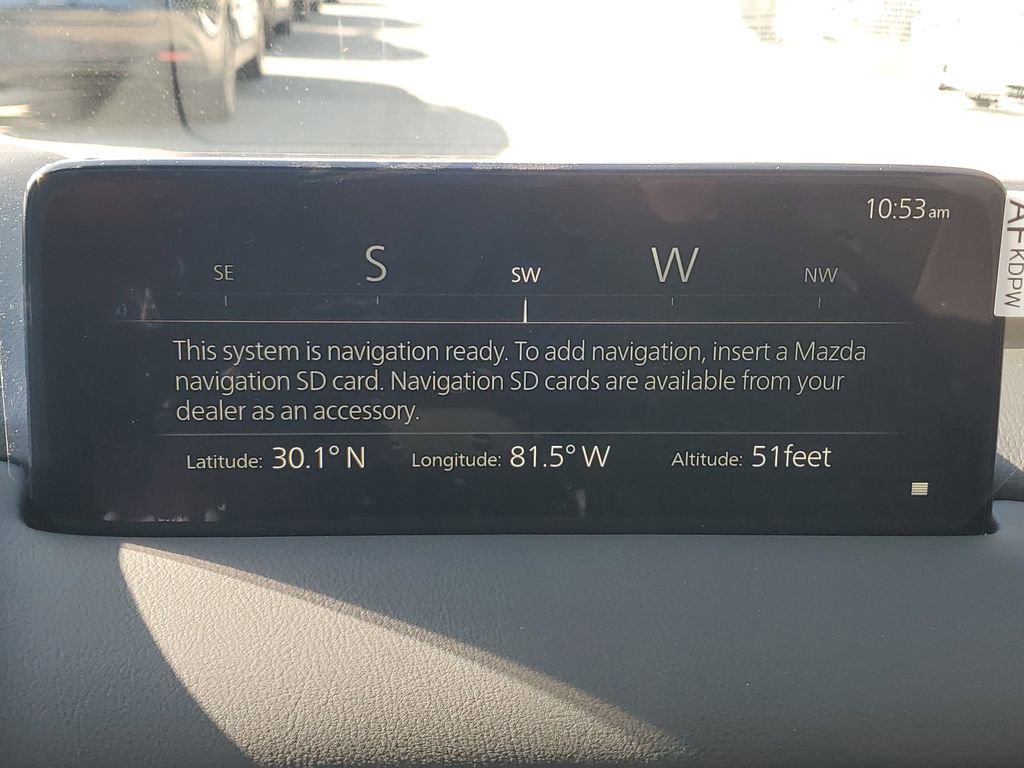 10:53am
SE S SW W NW
This system is navigation ready. To add navigation, insert a Mazda
navigation SD card. Navigation SD cards are available from your
dealer as an accessory.
Latitude: 30.1° N Longitude: 81.5° W Altitude: 51feet
AFKDPW